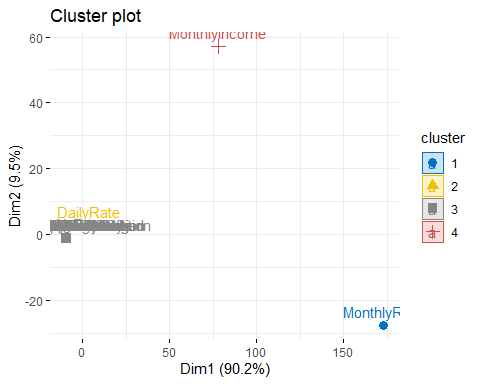 Cluster plot
MonthlyIncome
60
40
20
0
-20
DailyRate
MonthlyR
0
50
100
150
Dim1 (90.2%)
Dim2 (9.5%)
cluster
1
2
3
4